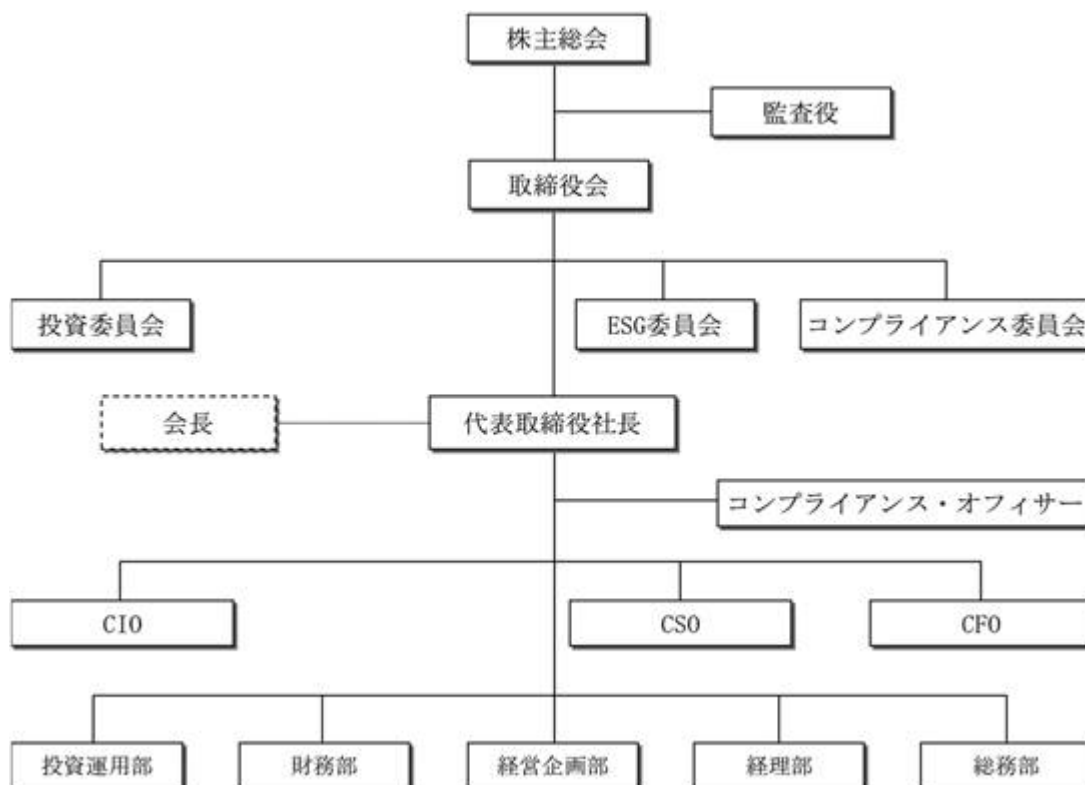 株主総会
監査役
取締役会
投資委員会
ESG委員会
コンプライアンス委員会
会長
代表取締役社長
コンプライアンス・オフィサー
CIO
CSO
CFO
投資運用部
財務部
経営企画部
経理部
総務部